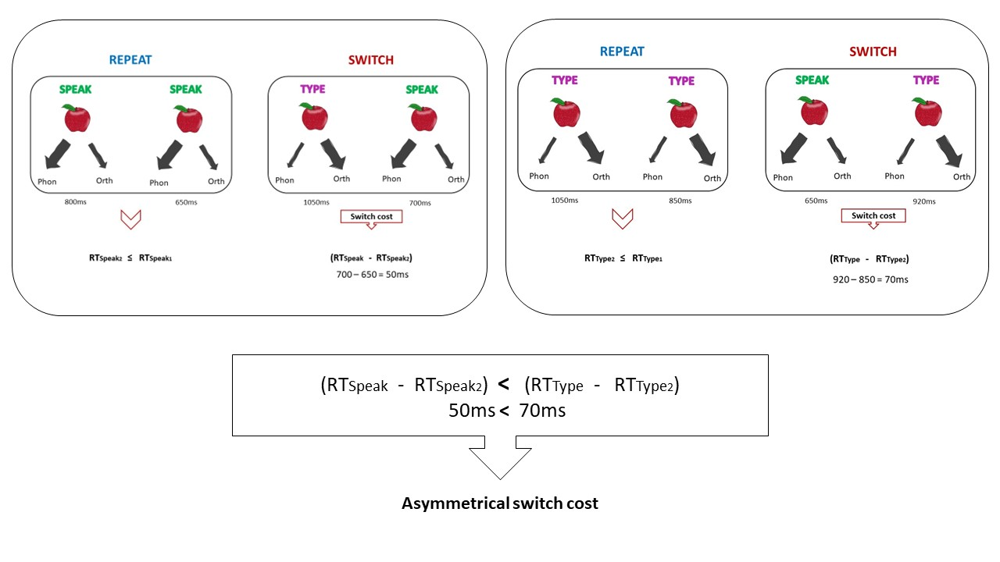 REPEAT
SWITCH
SPEAK SPEAK
TYPE SPEAK
Phon Orth Phon Orth
Phon Orth Phon Orth
800ms 650ms
1050ms 700ms
Switch cost
RTSpeak2 ≤ RTSpeak1
(RTSpeak - RTSpeak2)
700 – 650 = 50ms
REPEAT
SWITCH
TYPE TYPE
SPEAK TYPE
Phon Orth Phon Orth
Phon Orth Phon Orth
1050ms 850ms
650ms 920ms
Switch cost
RTType2 ≤ RTType1
(RTType - RTType2)
920 – 850 = 70ms
(RTSpeak - RTSpeak2) < (RTType - RTType2)
50ms < 70ms
Asymmetrical switch cost